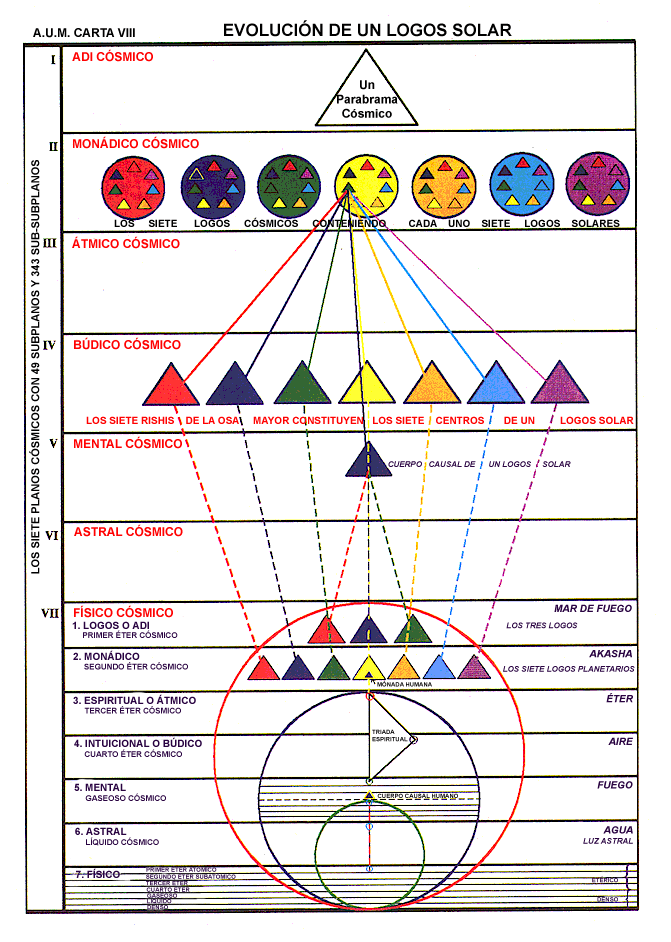 A.U.M. CARTA VIII
EVOLUCIÓN DE UN LOGOS SOLAR
LOS SIETE PLANOS CÓSMICOS CON 49 SUBPLANOS Y 343 SUB-SUBPLANOS
I
ADI CÓSMICO
Un
Parabrama
Cósmico
II
MONÁDICO CÓSMICO
LOS SIETE LOGOS CÓSMICOS CONTENIENDO CADA UNO SIETE LOGOS SOLARES
III
ÁTMICO CÓSMICO
IV
BÚDICO CÓSMICO
LOS SIETE RISHIS DE LA OSA MAYOR CONSTITUYEN LOS SIETE CENTROS DE UN LOGOS SOLAR
V
MENTAL CÓSMICO
CUERPO CAUSAL DE UN LOGOS SOLAR
VI
ASTRAL CÓSMICO
VII
FÍSICO CÓSMICO
MAR DE FUEGO
1. LOGOS O ADI
PRIMER ÉTER CÓSMICO
LOS TRES LOGOS
2. MONÁDICO
SEGUNDO ÉTER CÓSMICO
AKASHA
LOS SIETE LOGOS PLANETARIOS
MÓNADA HUMANA
3. ESPIRITUAL O ÁTMICO
TERCER ÉTER CÓSMICO
ÉTER
TRIADA
ESPIRITUAL
4. INTUICIONAL O BÚDICO
CUARTO ÉTER CÓSMICO
AIRE
5. MENTAL
GASEOSO CÓSMICO
FUEGO
CUERPO CAUSAL HUMANO
6. ASTRAL
LÍQUIDO CÓSMICO
AGUA
LUZ ASTRAL
7. FÍSICO
PRIMER ÉTER ATÓMICO
SEGUNDO ÉTER SUBATÓMICO
TERCER ÉTER
CUARTO ÉTER
GASEOSO
LÍQUIDO
DENSO
ETÉRICO
DENSO